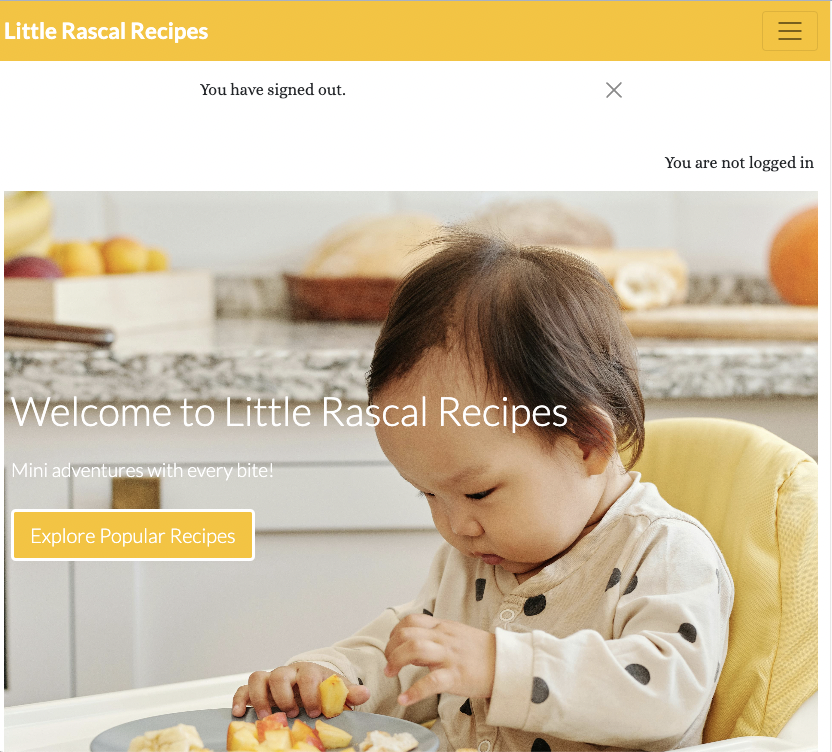 Little Rascal Recipes
You have signed out.
You are not logged in
Welcome to Little Rascal Recipes
Mini adventures with every bite!
Explore Popular Recipes